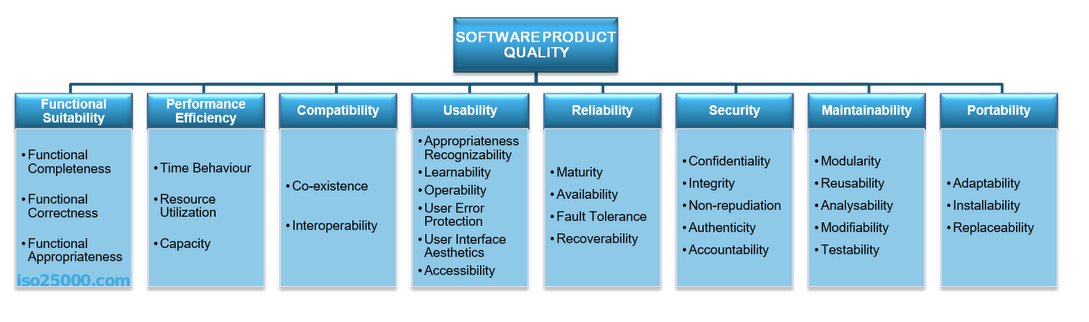 SOFTWARE PRODUCT
QUALITY
Functional
Suitability
• Functional
Completeness
• Functional
Correctness
• Functional
Appropriateness
iso25000.com
Performance
Efficiency
• Time Behaviour
• Resource
Utilization
• Capacity
Compatibility
• Co-existence
• Interoperability
Usability
• Appropriateness
Recognizability
• Learnability
• Operability
• User Error
Protection
• User Interface
Aesthetics
• Accessibility
Reliability
• Maturity
• Availability
• Fault Tolerance
• Recoverability
Security
• Confidentiality
• Integrity
• Non-repudiation
• Authenticity
• Accountability
Maintainability
• Modularity
• Reusability
• Analysability
• Modifiability
• Testability
Portability
• Adaptability
• Installability
• Replaceability